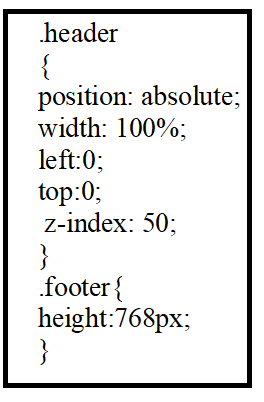 .header
{
position: absolute;
width: 100%;
left:0;
top:0;
z-index: 50;
}
.footer{
height:768px;
}